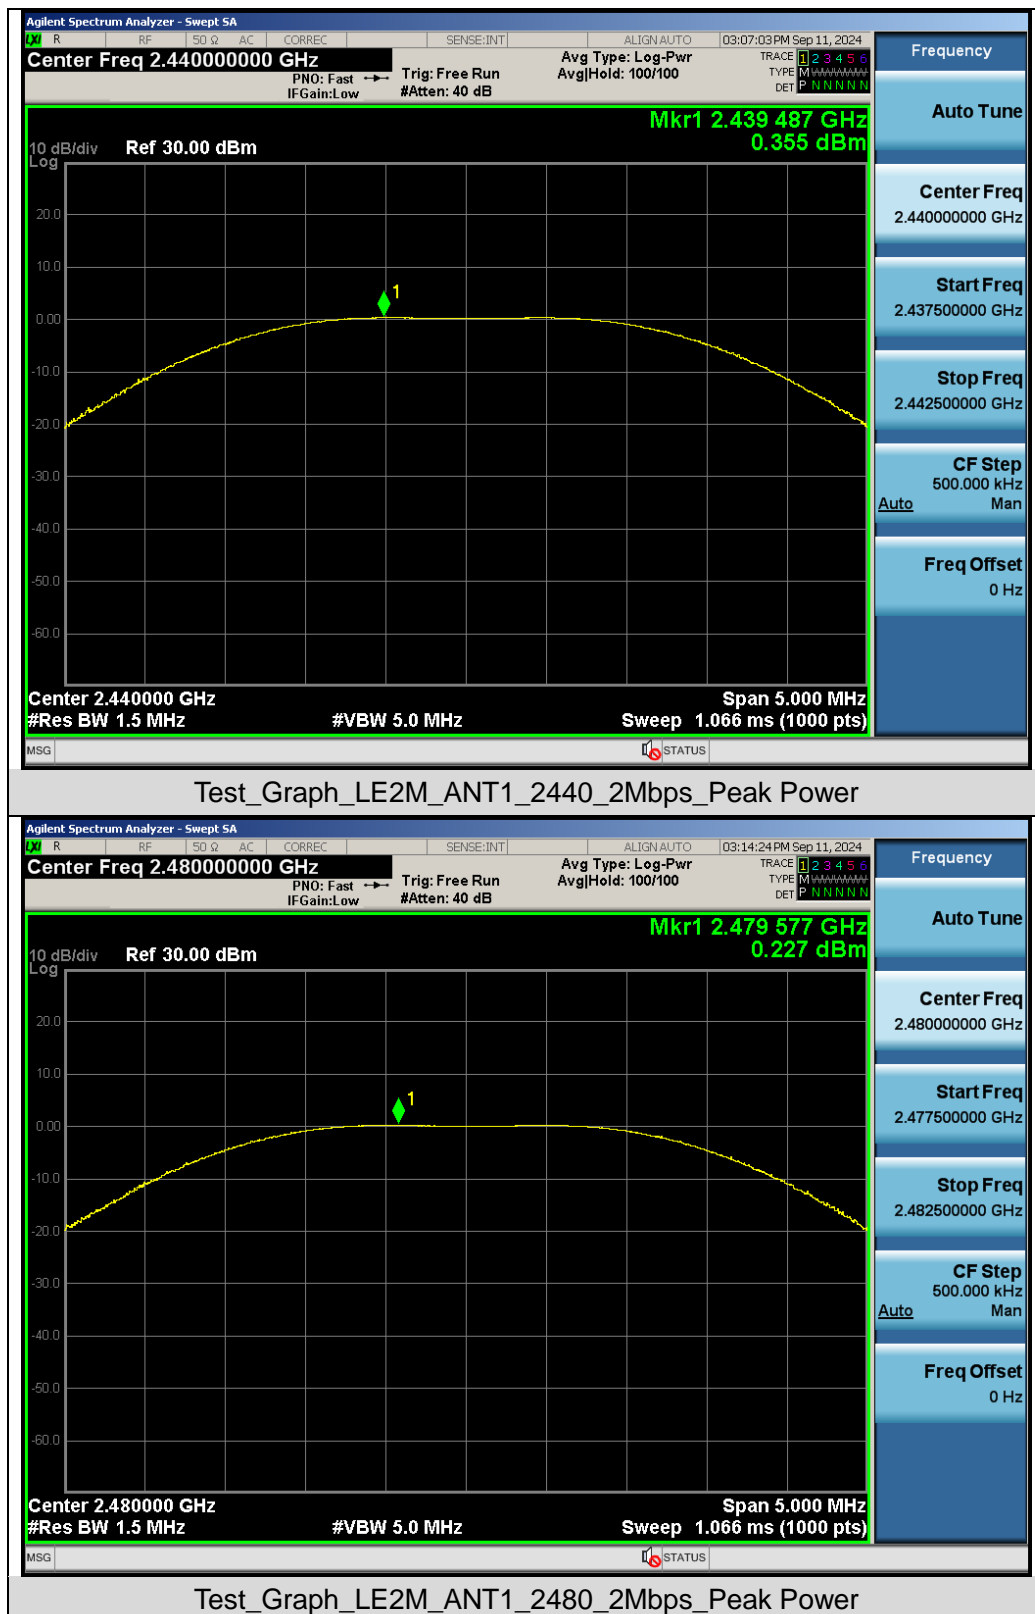 Agilent Spectrum Analyzer - Swept SA
LXI R RF 50 Ω AC CORREC SENSE:INT ALIGN AUTO 03:07:03 PM Sep 11, 2024
Center Freq 2.440000000 GHz
PNO: Fast
IFGain:Low
Trig: Free Run
#Atten: 40 dB
Avg Type: Log-Pwr
Avg|Hold: 100/100
TRACE 1 2 3 4 5 6
TYPE M WWWWW
DET P N N N N N
Mkr1 2.439 487 GHz
0.355 dBm
10 dB/div Ref 30.00 dBm
Log
20.0
10.0
1
0.00
-10.0
-20.0
-30.0
-40.0
-50.0
-60.0
Center 2.440000 GHz Span 5.000 MHz
#Res BW 1.5 MHz #VBW 5.0 MHz Sweep 1.066 ms (1000 pts)
MSG STATUS
Frequency
Auto Tune
Center Freq
2.440000000 GHz
Start Freq
2.437500000 GHz
Stop Freq
2.442500000 GHz
CF Step
500.000 kHz
Auto Man
Freq Offset
0 Hz
Test_Graph_LE2M_ANT1_2440_2Mbps_Peak Power
Agilent Spectrum Analyzer - Swept SA
LXI R RF 50 Ω AC CORREC SENSE:INT ALIGN AUTO 03:14:24 PM Sep 11, 2024
Center Freq 2.480000000 GHz
PNO: Fast
IFGain:Low
Trig: Free Run
#Atten: 40 dB
Avg Type: Log-Pwr
Avg|Hold: 100/100
TRACE 1 2 3 4 5 6
TYPE M WWWWW
DET P N N N N N
Mkr1 2.479 577 GHz
0.227 dBm
10 dB/div Ref 30.00 dBm
Log
20.0
10.0
1
0.00
-10.0
-20.0
-30.0
-40.0
-50.0
-60.0
Center 2.480000 GHz Span 5.000 MHz
#Res BW 1.5 MHz #VBW 5.0 MHz Sweep 1.066 ms (1000 pts)
MSG STATUS
Frequency
Auto Tune
Center Freq
2.480000000 GHz
Start Freq
2.477500000 GHz
Stop Freq
2.482500000 GHz
CF Step
500.000 kHz
Auto Man
Freq Offset
0 Hz
Test_Graph_LE2M_ANT1_2480_2Mbps_Peak Power